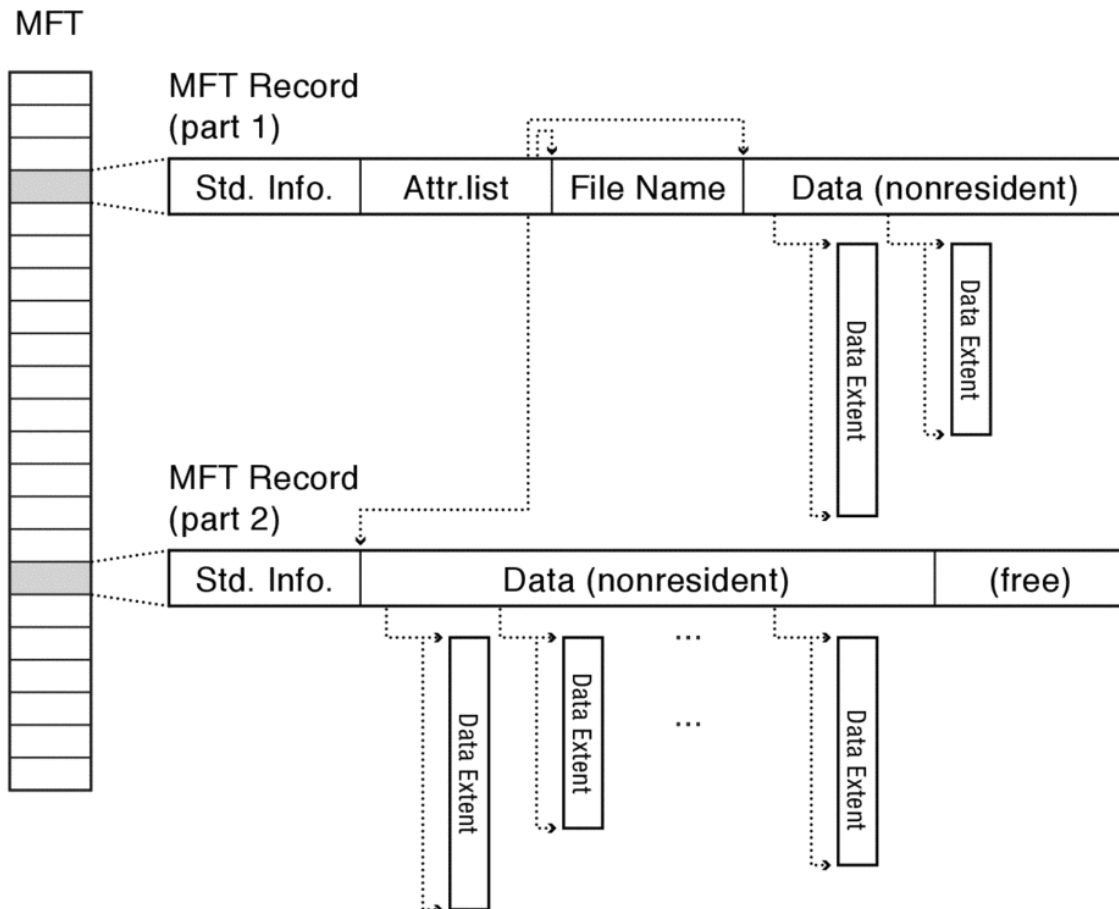 MFT
MFT Record
(part 1)
Std. Info.
Attr.list
File Name
Data (nonresident)
Data Extent
Data Extent
MFT Record
(part 2)
Std. Info.
Data (nonresident)
(free)
Data Extent
Data Extent
...
...
Data Extent